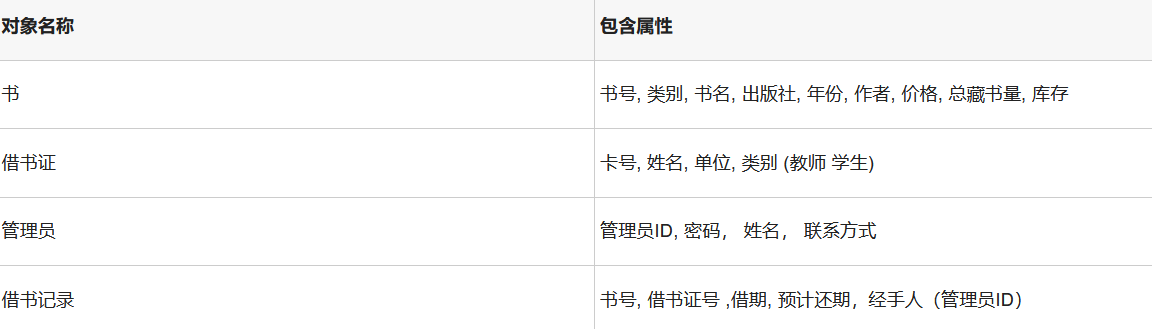 对象名称 包含属性
书 书号, 类别, 书名, 出版社, 年份, 作者, 价格, 总藏书量, 库存
借书证 卡号, 姓名, 单位, 类别 (教师 学生)
管理员 管理员ID, 密码， 姓名， 联系方式
借书记录 书号, 借书证号 ,借期, 预计还期，经手人（管理员ID）